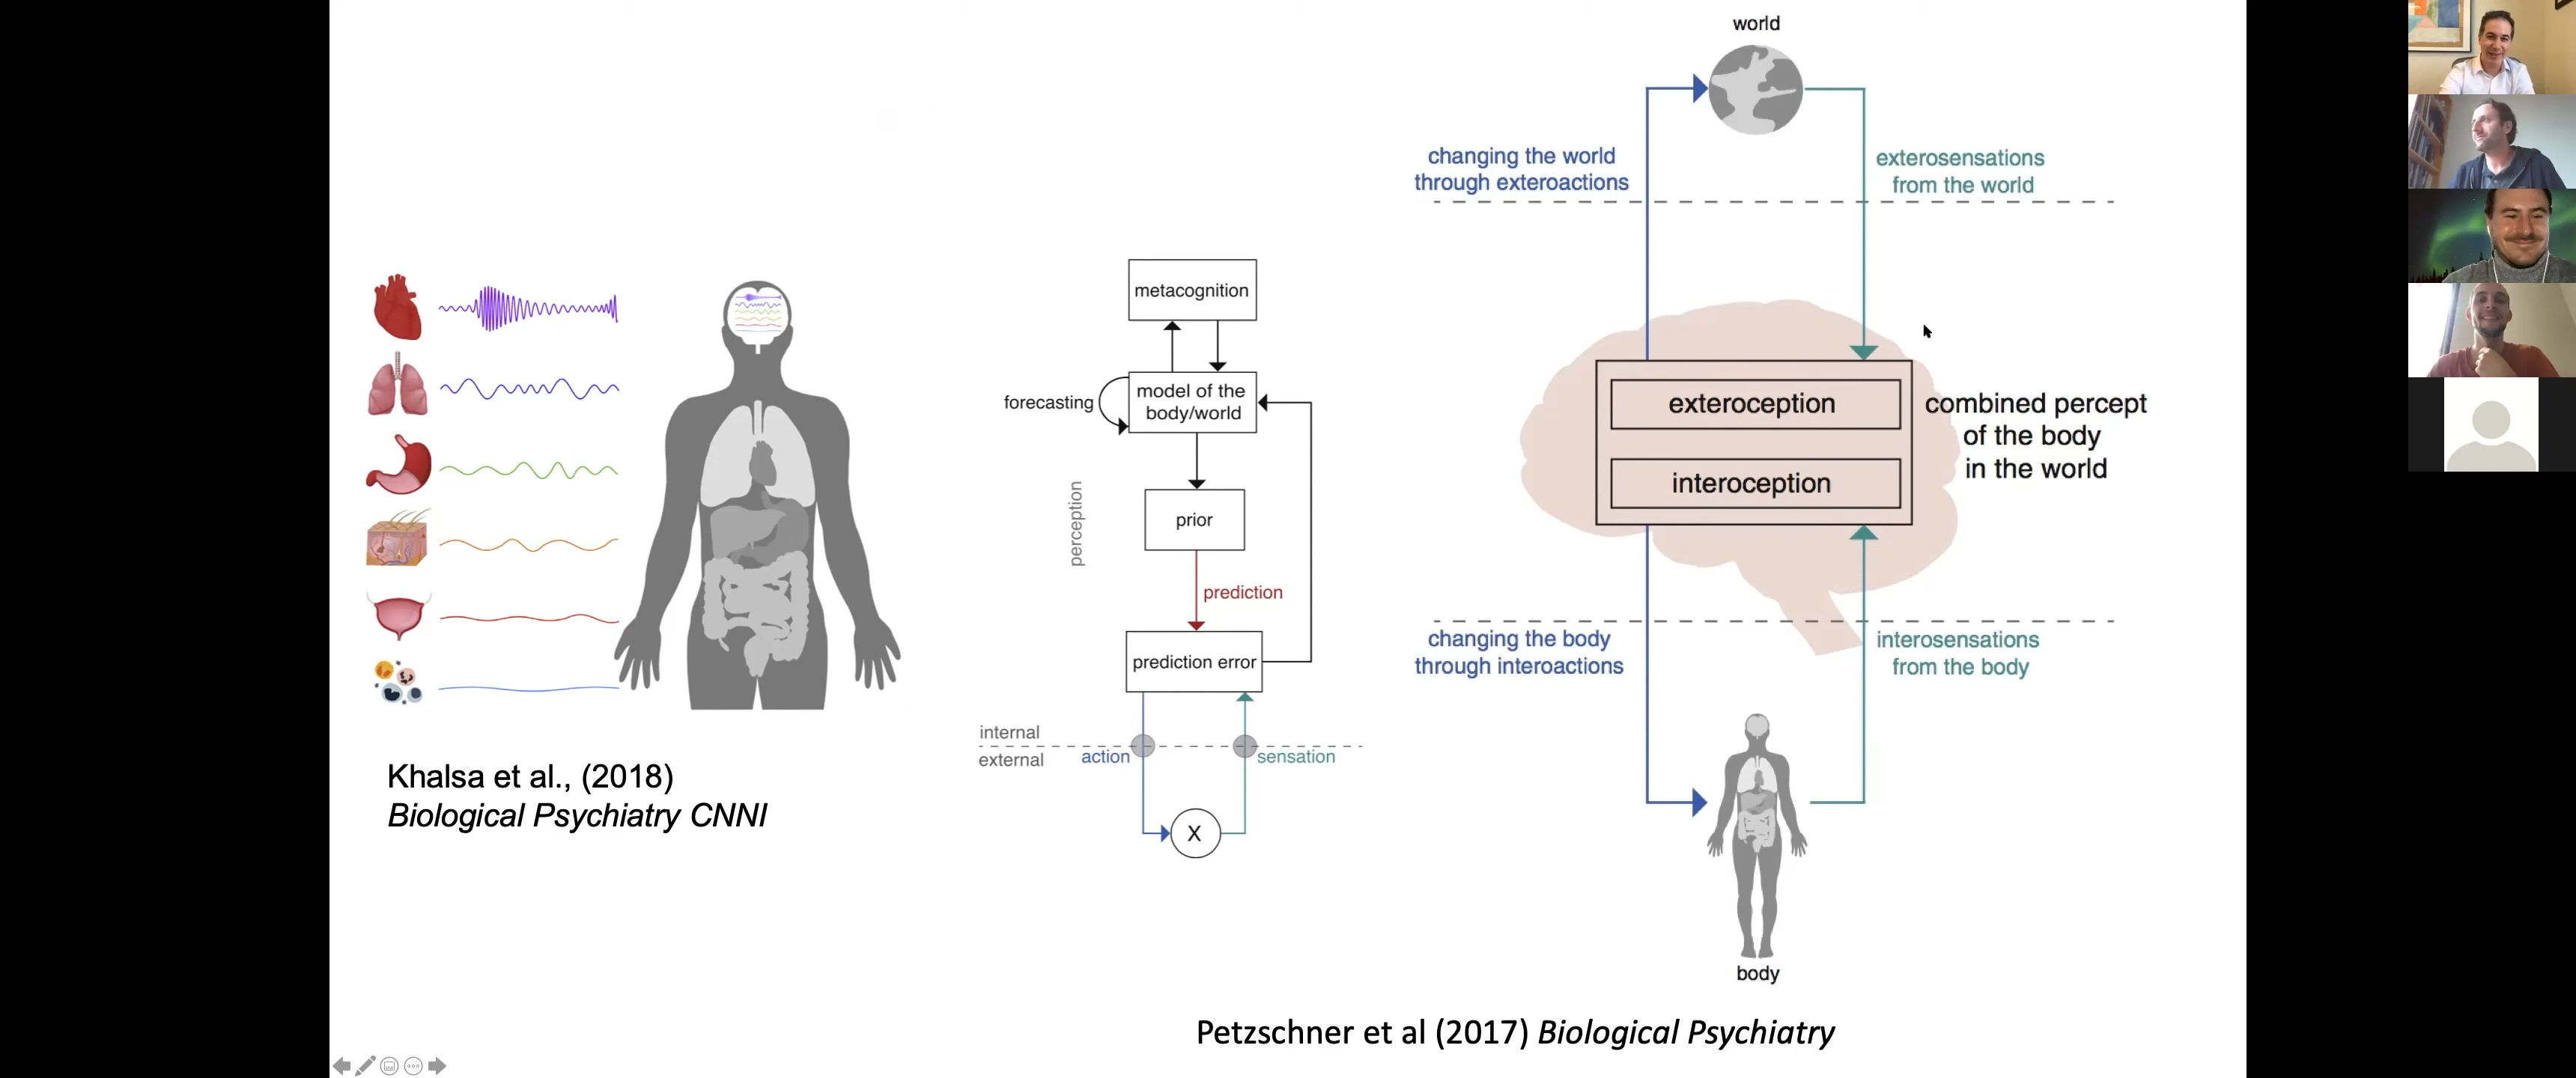 Khalsa et al., (2018)
Biological Psychiatry CNNI
metacognition
forecasting
model of the
body/world
perception
prior
prediction
prediction error
internal
external
action
sensation
X
world
changing the world
through exteroactions
exterosensations
from the world
exteroception
interoception
combined percept
of the body
in the world
changing the body
through interoactions
interosensations
from the body
body
Petzschner et al (2017) Biological Psychiatry